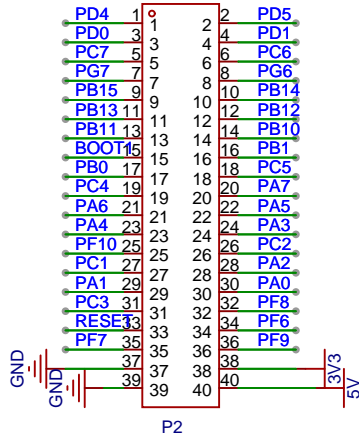 PD4 1 1 2 2 PD5
PD0 3 3 4 4 PD1
PC7 5 5 6 6 PC6
PG7 7 7 8 8 PG6
PB15 9 9 10 10 PB14
PB13 11 11 12 12 PB12
PB11 13 13 14 14 PB10
BOOT1 15 15 16 16 PB1
PB0 17 17 18 18 PC5
PC4 19 19 20 20 PA7
PA6 21 21 22 22 PA5
PA4 23 23 24 24 PA3
PF10 25 25 26 26 PC2
PC1 27 27 28 28 PA2
PA1 29 29 30 30 PA0
PC3 31 31 32 32 PF8
RESET 33 33 34 34 PF6
PF7 35 35 36 36 PF9
GND 37 37 38 38 3V3
GND 39 39 40 40 5V
P2